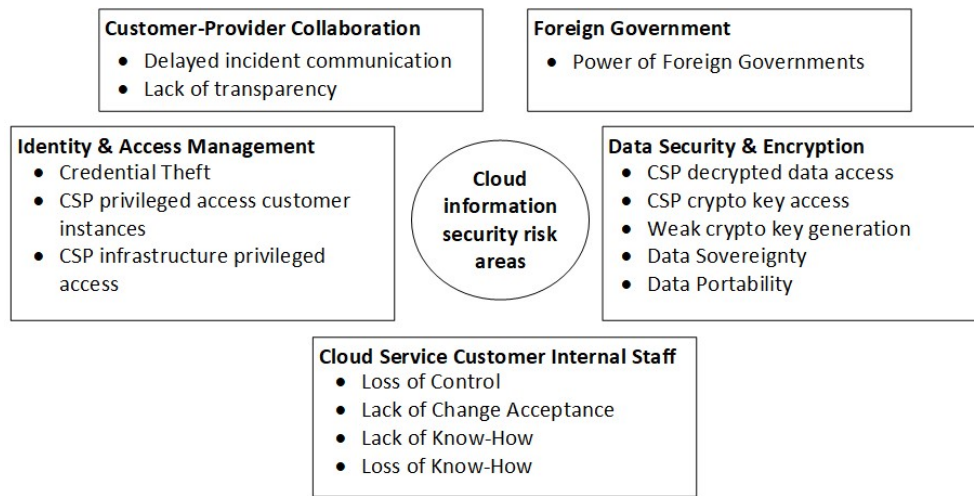 Customer-Provider Collaboration
● Delayed incident communication
● Lack of transparency
Foreign Government
● Power of Foreign Governments
Identity & Access Management
● Credential Theft
● CSP privileged access customer
instances
● CSP infrastructure privileged
access
Cloud
information
security risk
areas
Data Security & Encryption
● CSP decrypted data access
● CSP crypto key access
● Weak crypto key generation
● Data Sovereignty
● Data Portability
Cloud Service Customer Internal Staff
● Loss of Control
● Lack of Change Acceptance
● Lack of Know-How
● Loss of Know-How